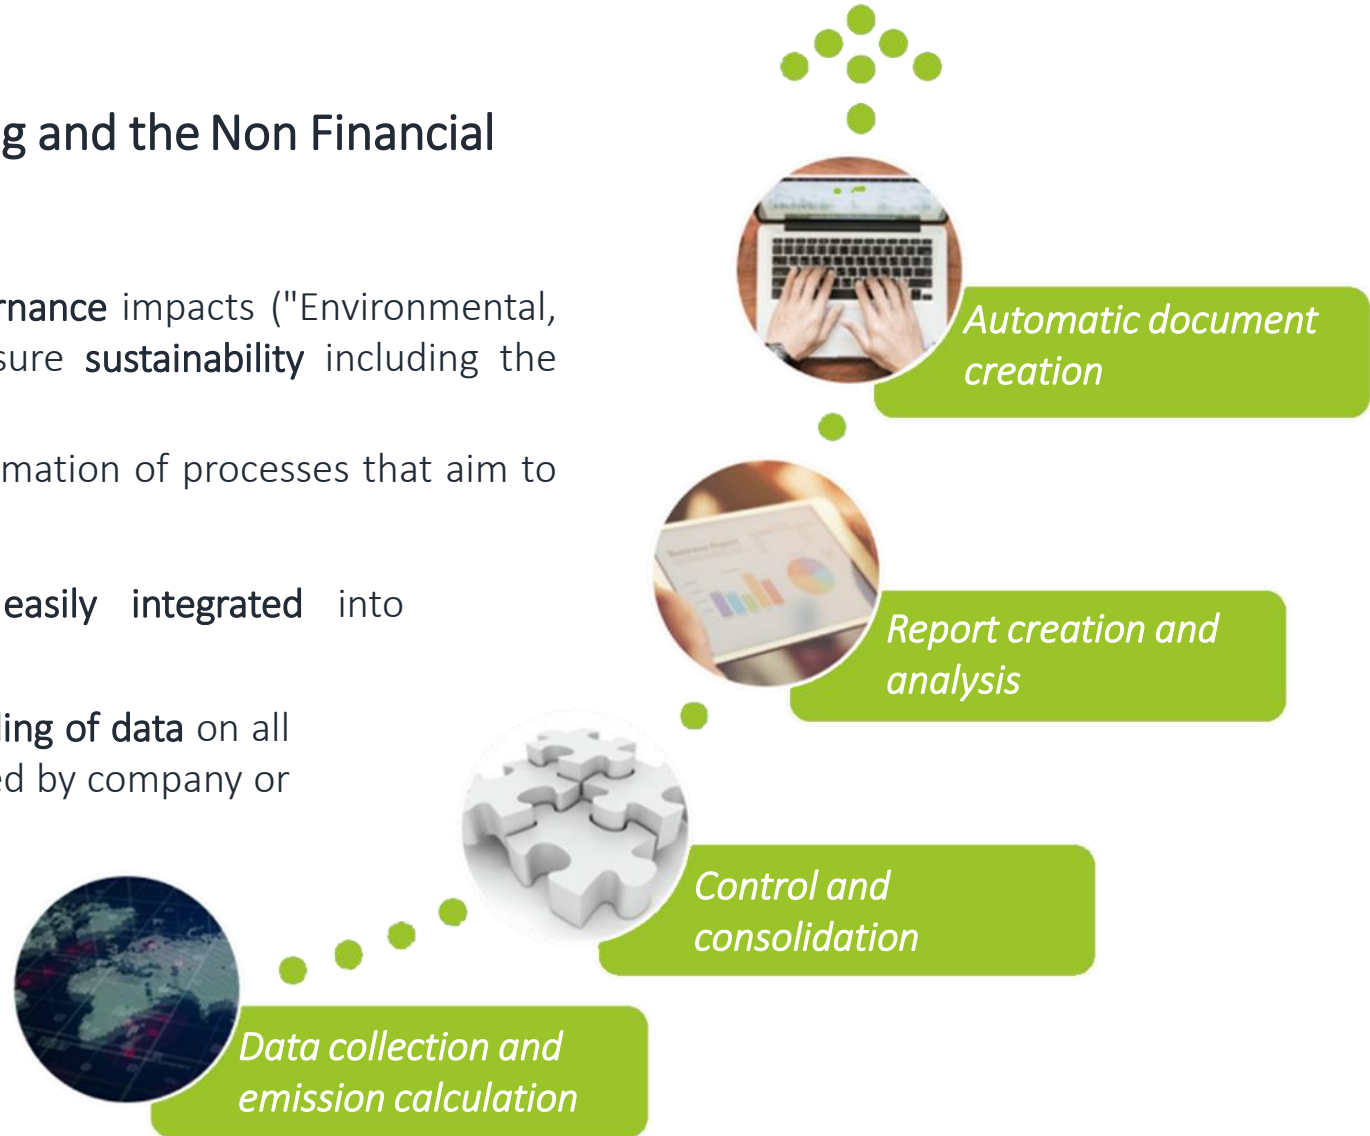 g and the Non Financial
rnance impacts ("Environmental,
sure sustainability including the
mation of processes that aim to
easily integrated into
ling of data on all
ed by company or
Automatic document
creation
Report creation and
analysis
Control and
consolidation
Data collection and
emission calculation